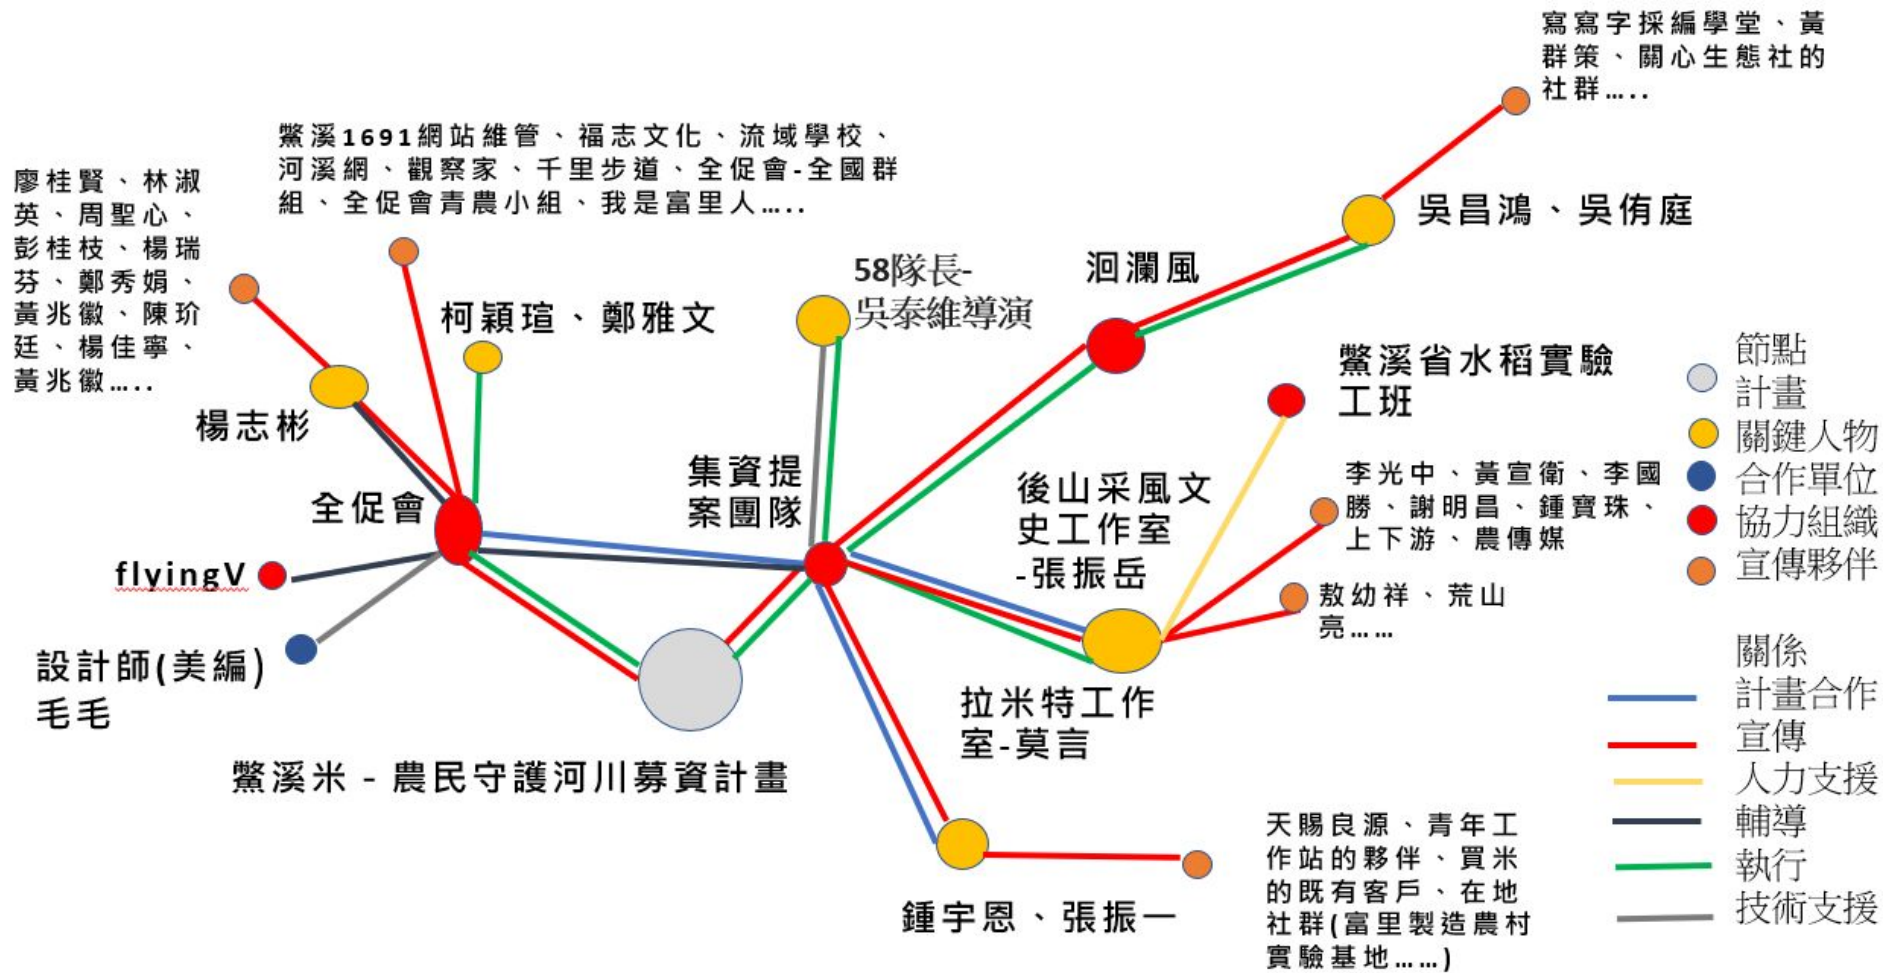 寫寫字採編學堂、黃
群策、關心生態社的
社群…..
鱉溪1691網站維管、福志文化、流域學校、
河溪網、觀察家、千里步道、全促會-全國群
組、全促會青農小組、我是富里人…..
廖桂賢、林淑
英、周聖心、
彭桂枝、楊瑞
芬、鄭秀娟、
黃兆徽、陳玠
廷、楊佳寧、
黃兆徽…..
吳昌鴻、吳侑庭
58隊長-
吳泰維導演
洄瀾風
柯穎瑄、鄭雅文
楊志彬
鱉溪省水稻實驗
工班
集資提
案團隊
全促會
後山采風文
史工作室
-張振岳
李光中、黃宣衛、李國
勝、謝明昌、鍾寶珠、
上下游、農傳媒
flyingV
敖幼祥、荒山
亮……
設計師(美編)
毛毛
拉米特工作
室-莫言
鱉溪米 - 農民守護河川募資計畫
鍾宇恩、張振一
天賜良源、青年工
作站的夥伴、買米
的既有客戶、在地
社群(富里製造農村
實驗基地……)
節點
計畫
關鍵人物
合作單位
協力組織
宣傳夥伴
關係
計畫合作
宣傳
人力支援
輔導
執行
技術支援